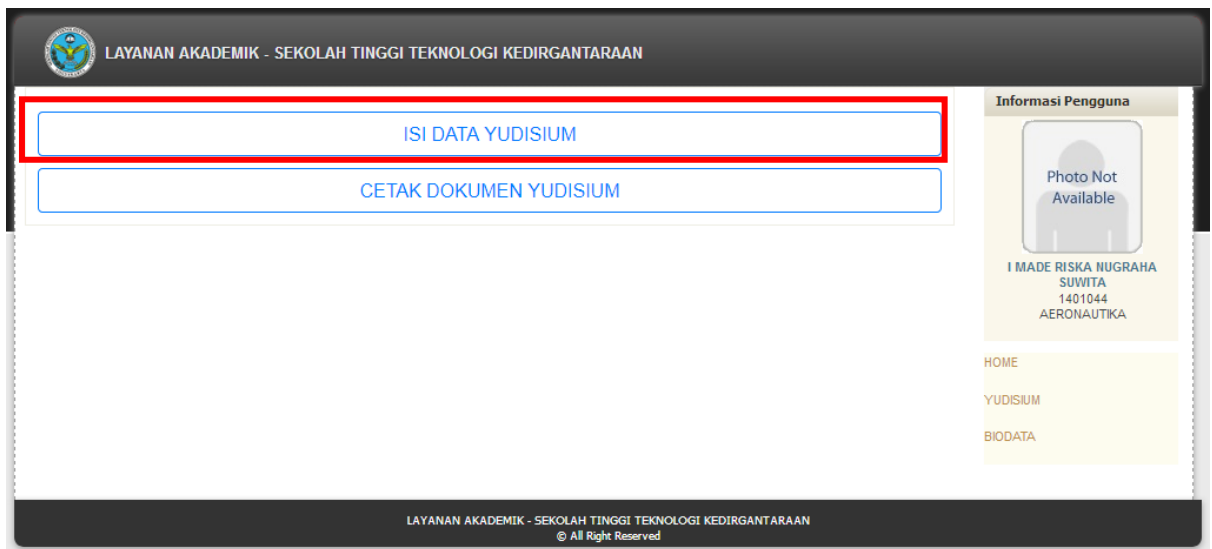 LAYANAN AKADEMIK - SEKOLAH TINGGI TEKNOLOGI KEDIRGANTARAAN
ISI DATA YUDISIUM
CETAK DOKUMEN YUDISIUM
Informasi Pengguna
Photo Not
Available
I MADE RISKA NUGRAHA
SUWITA
1401044
AERONAUTIKA
HOME
YUDISIUM
BIODATA
LAYANAN AKADEMIK - SEKOLAH TINGGI TEKNOLOGI KEDIRGANTARAAN
© All Right Reserved